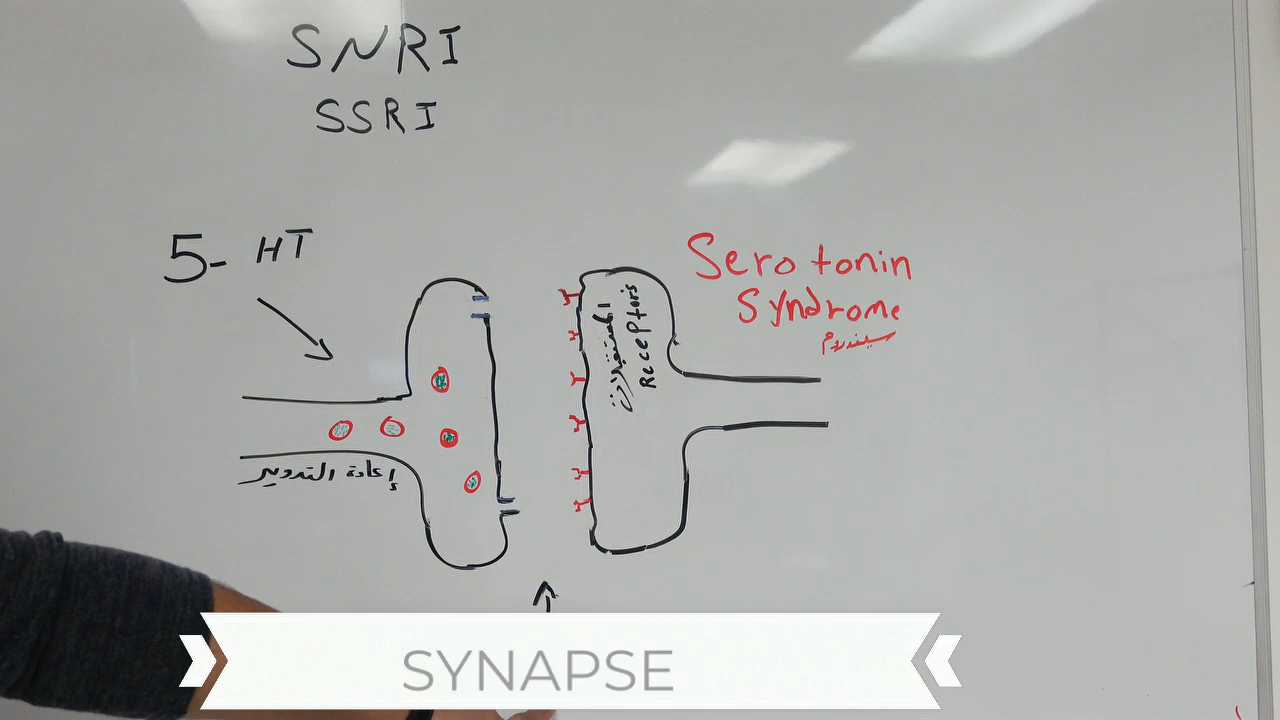 SNRI
SSRI
5-HT
Serotonin
Syndrome
سيندروم
المستقبلات
Receptors
إعادة التدوير
SYNAPSE